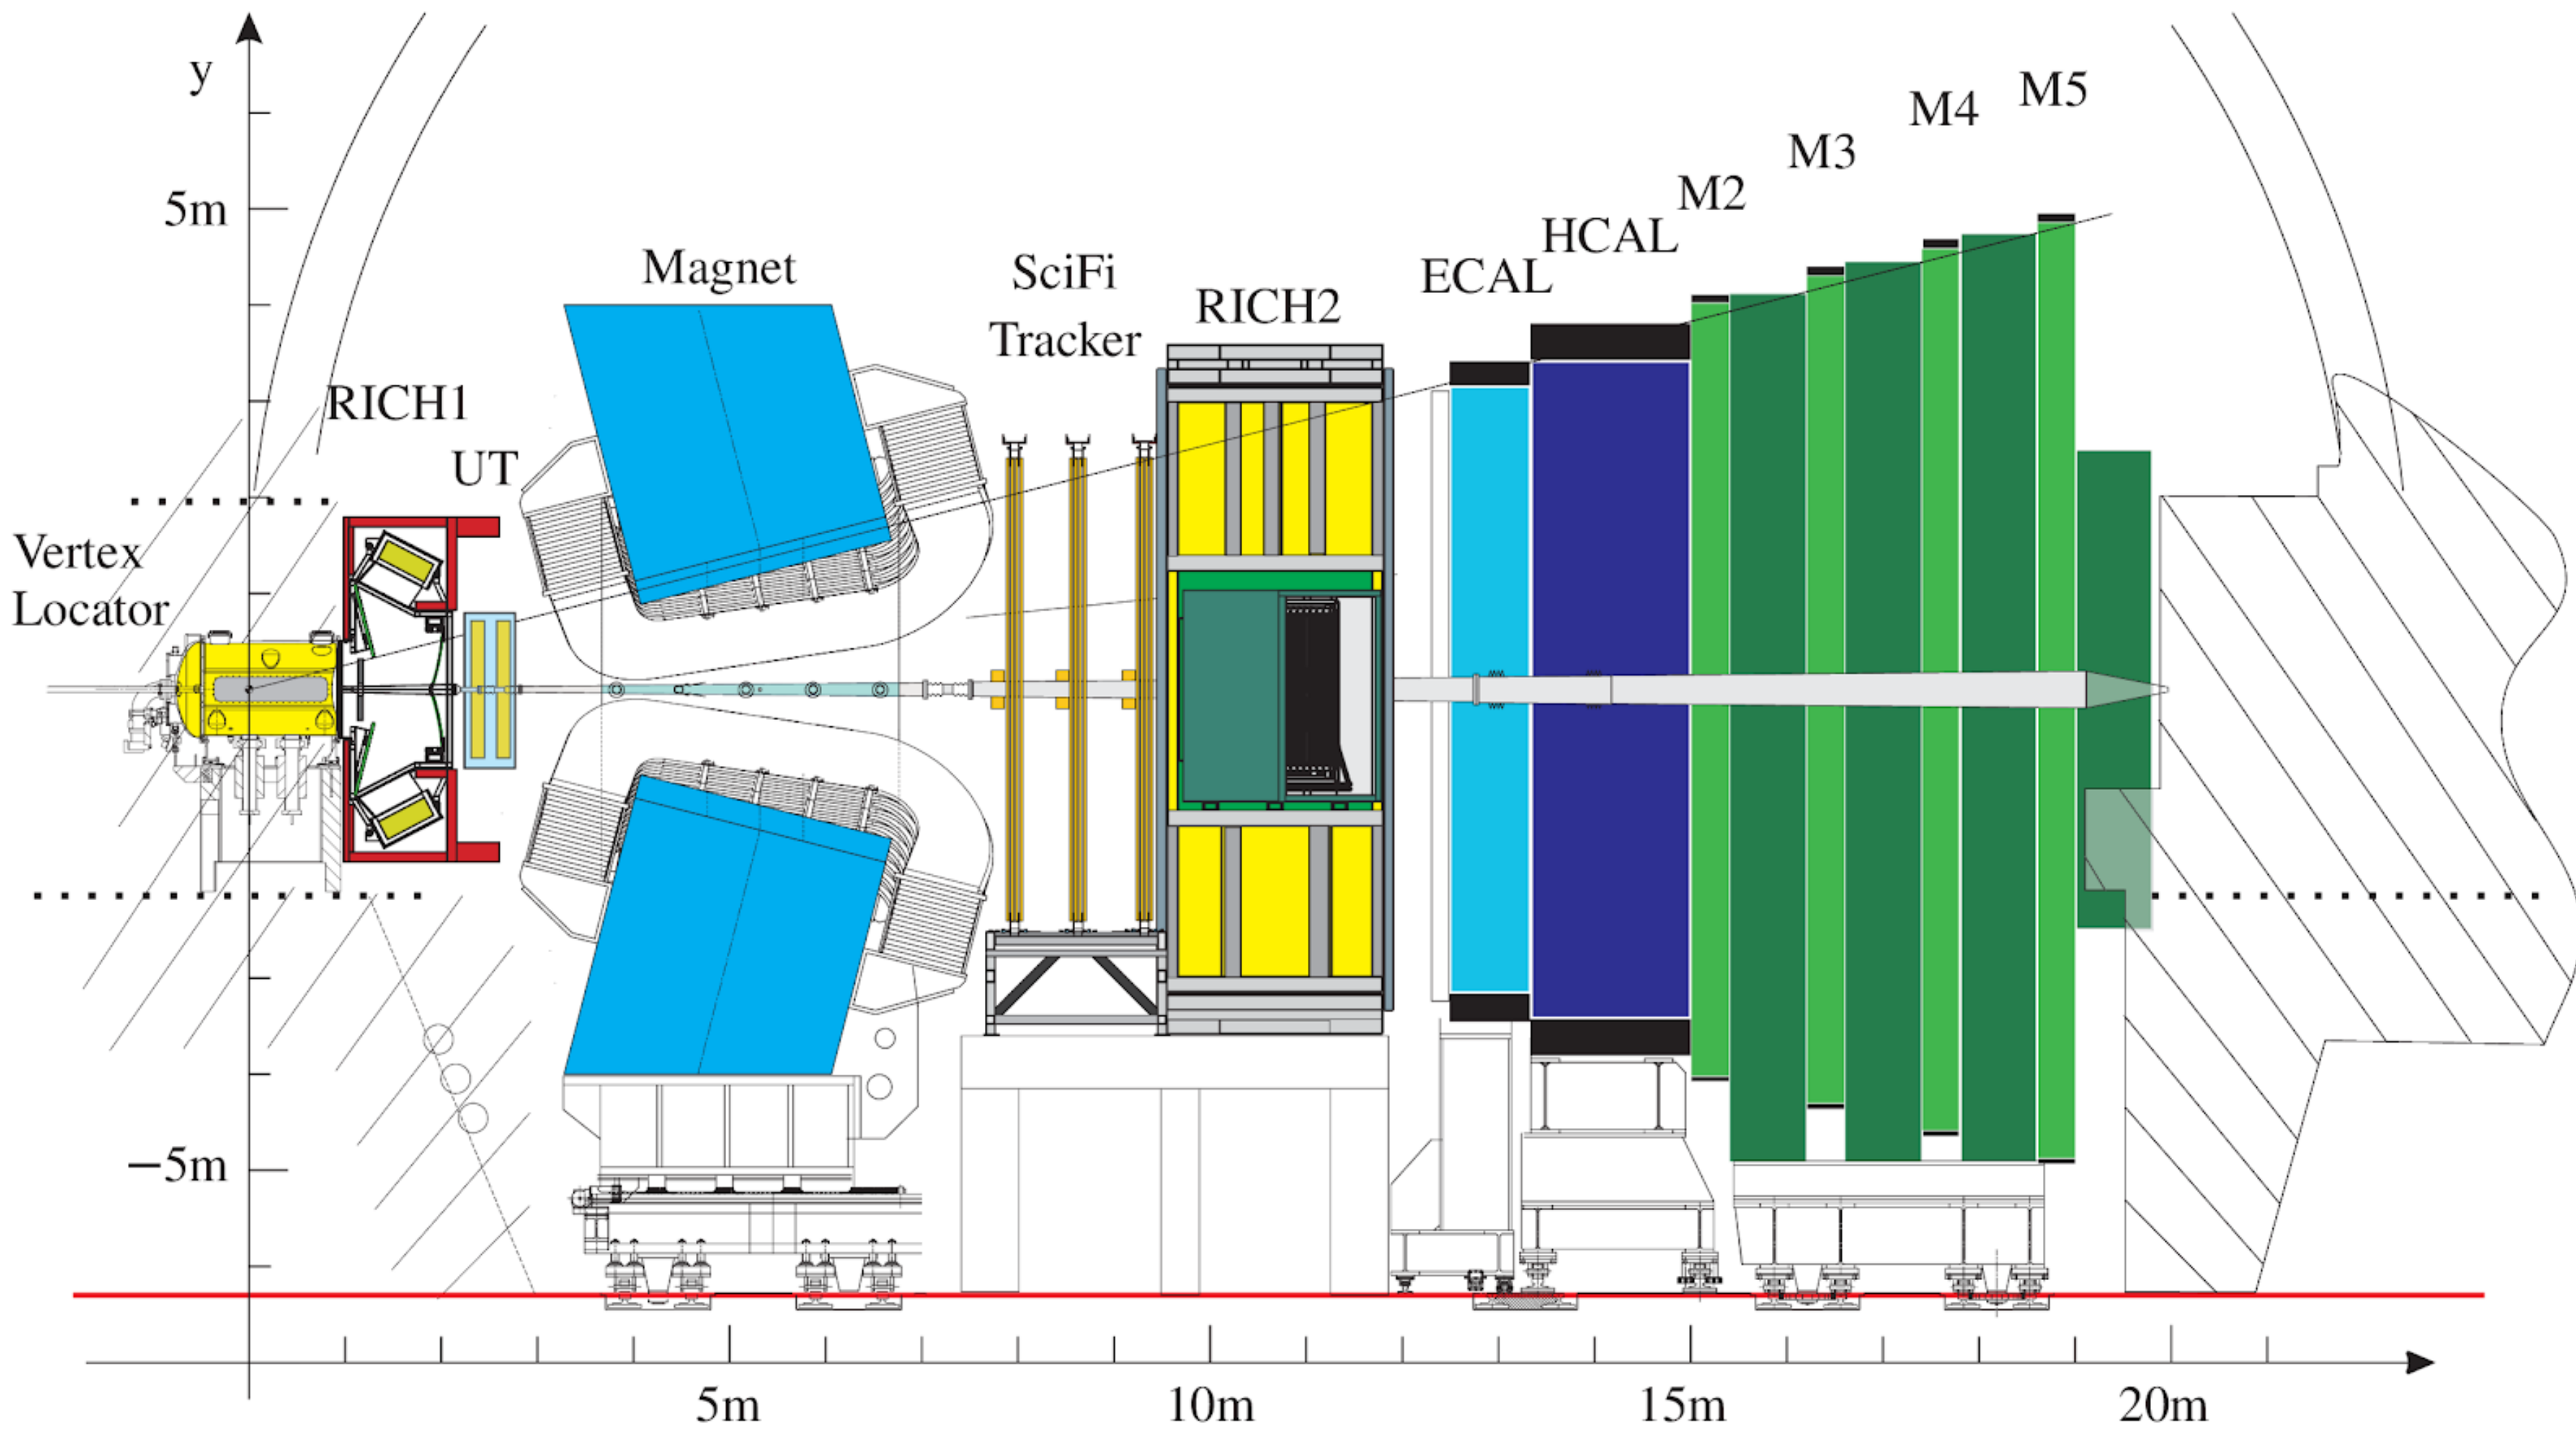 y
5m
−5m
Vertex
Locator
RICH1
UT
Magnet
SciFi
Tracker
RICH2
ECAL
HCAL
M2
M3
M4
M5
5m
10m
15m
20m